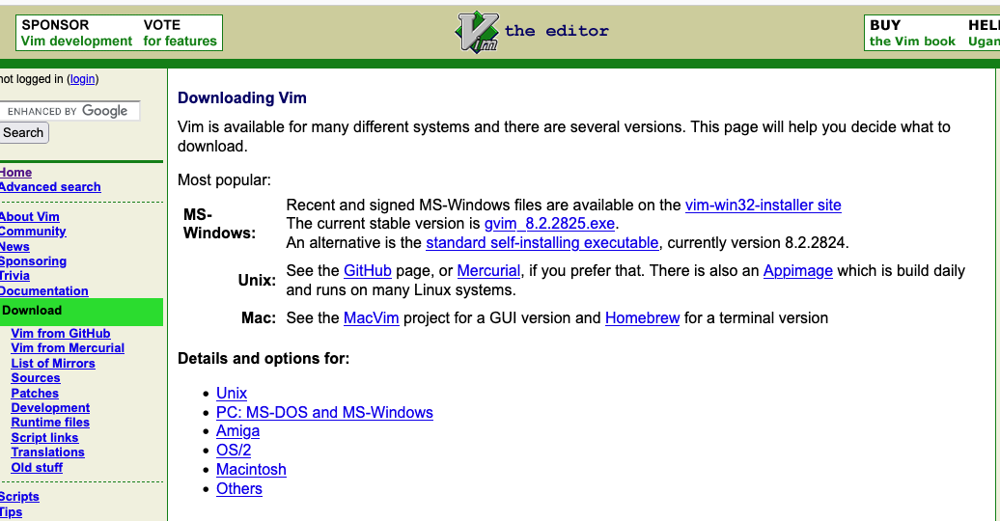 SPONSOR VOTE
Vim development for features
Vim the editor
BUY HELP
the Vim book Ugan
not logged in (login)
ENHANCED BY Google
Search
Home
Advanced search
About Vim
Community
News
Sponsoring
Trivia
Documentation
Download
Vim from GitHub
Vim from Mercurial
List of Mirrors
Sources
Patches
Development
Runtime files
Script links
Translations
Old stuff
Scripts
Tips
Downloading Vim
Vim is available for many different systems and there are several versions. This page will help you decide what to
download.
Most popular:
MS-
Windows:
Recent and signed MS-Windows files are available on the vim-win32-installer site
The current stable version is gvim_8.2.2825.exe.
An alternative is the standard self-installing executable, currently version 8.2.2824.
Unix:
See the GitHub page, or Mercurial, if you prefer that. There is also an Appimage which is build daily
and runs on many Linux systems.
Mac: See the MacVim project for a GUI version and Homebrew for a terminal version
Details and options for:
• Unix
• PC: MS-DOS and MS-Windows
• Amiga
• OS/2
• Macintosh
• Others